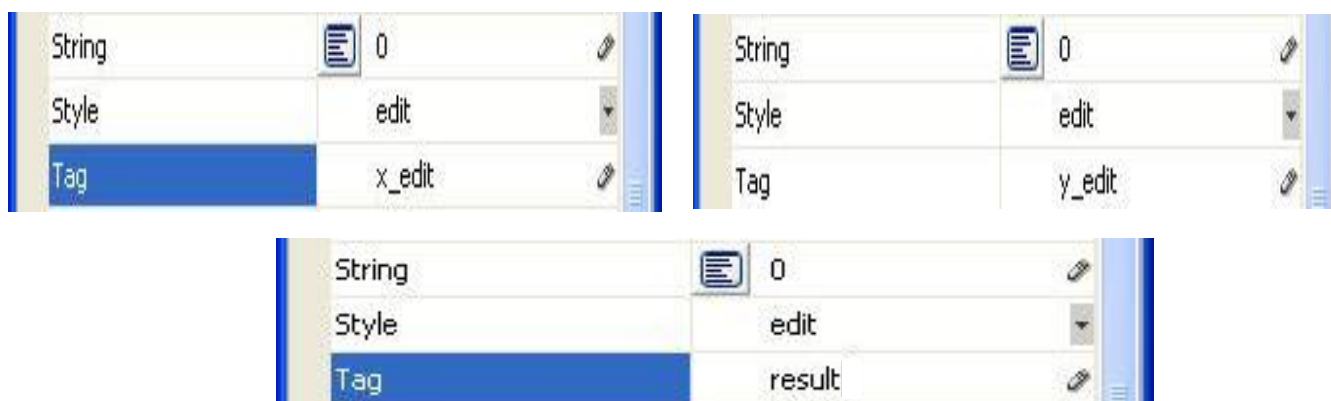 String 0
Style edit
Tag x_edit
String 0
Style edit
Tag y_edit
String 0
Style edit
Tag result